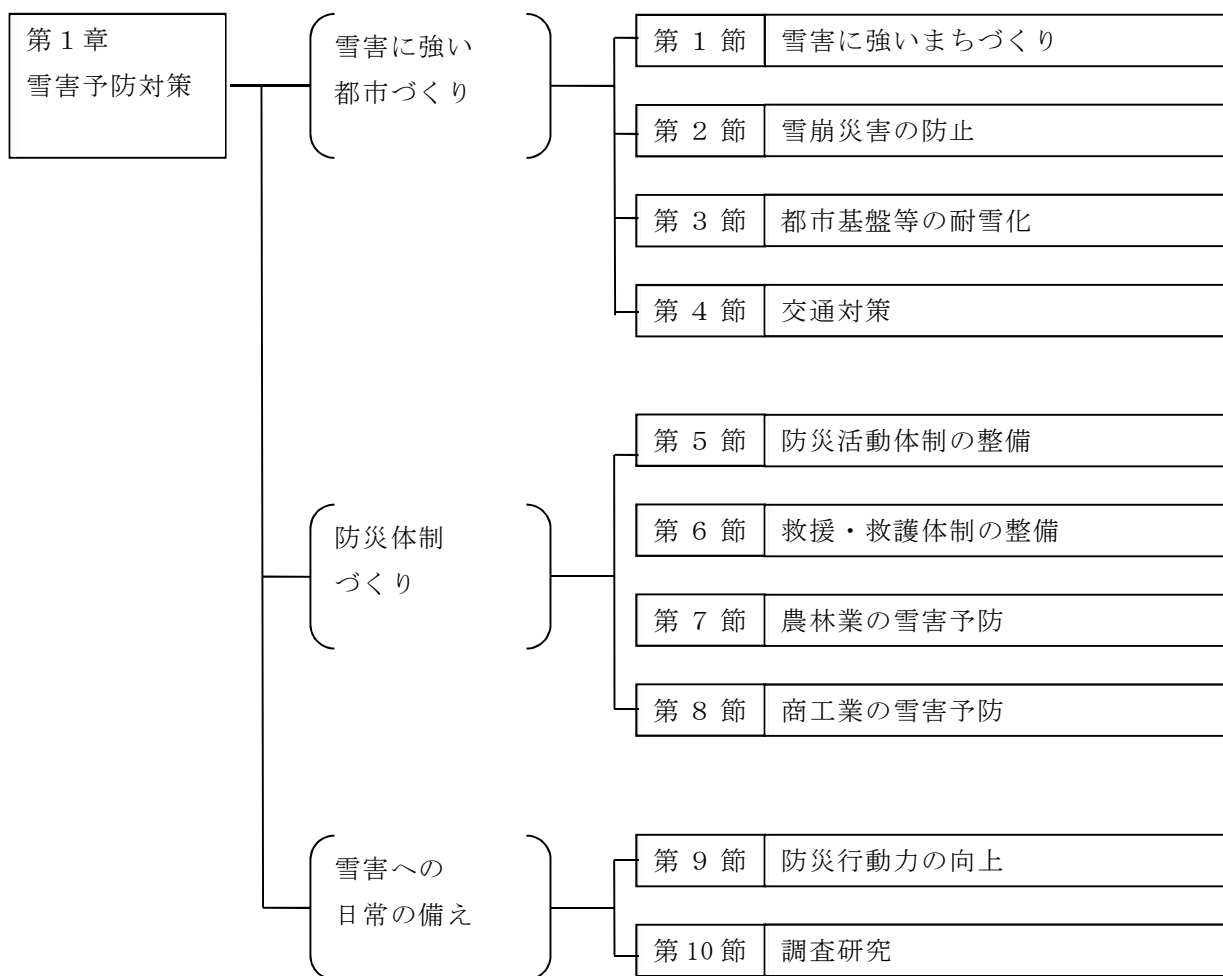 第１章
雪害予防対策
雪害に強い
都市づくり
第１節 雪害に強いまちづくり
第２節 雪崩災害の防止
第３節 都市基盤等の耐雪化
第４節 交通対策
防災体制
づくり
第５節 防災活動体制の整備
第６節 救援・救護体制の整備
第７節 農林業の雪害予防
第８節 商工業の雪害予防
雪害への
日常の備え
第９節 防災行動力の向上
第10節 調査研究